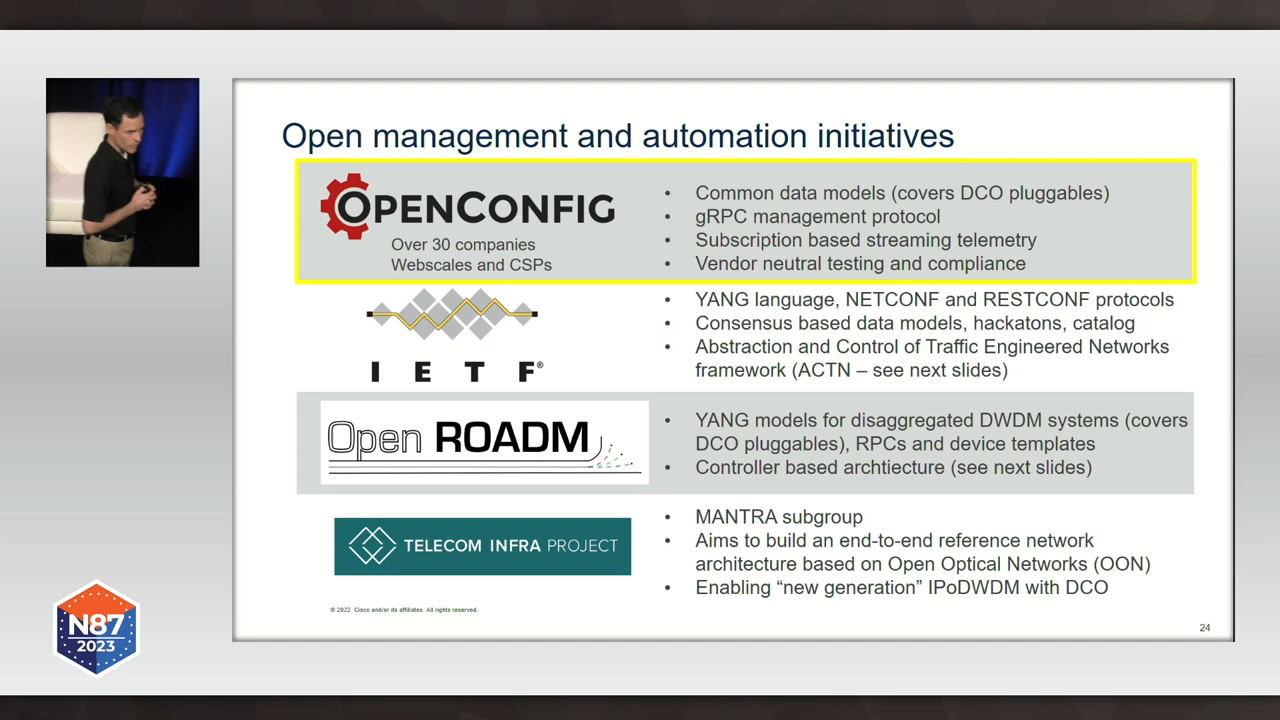 Open management and automation initiatives
OPENCONFIG
Over 30 companies
Webscales and CSPs
• Common data models (covers DCO pluggables)
• gRPC management protocol
• Subscription based streaming telemetry
• Vendor neutral testing and compliance
IETF®
• YANG language, NETCONF and RESTCONF protocols
• Consensus based data models, hackatons, catalog
• Abstraction and Control of Traffic Engineered Networks
framework (ACTN – see next slides)
Open ROADM
• YANG models for disaggregated DWDM systems (covers
DCO pluggables), RPCs and device templates
• Controller based archtiecture (see next slides)
TELECOM INFRA PROJECT
• MANTRA subgroup
• Aims to build an end-to-end reference network
architecture based on Open Optical Networks (OON)
• Enabling “new generation” IPoDWDM with DCO
© 2022 Cisco and/or its affiliates. All rights reserved.
24
N87
2023